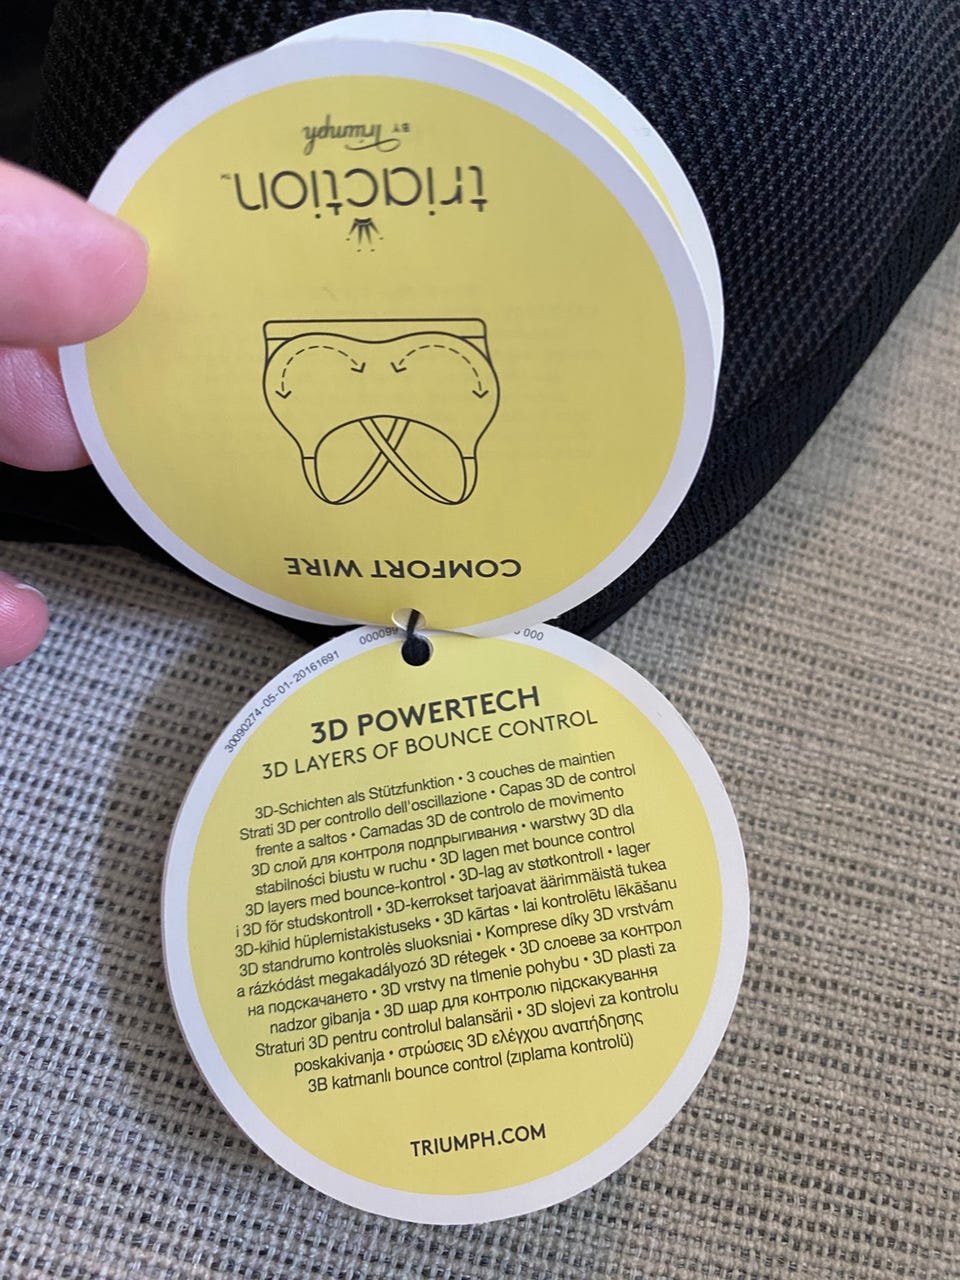 triaction™
BY Triumph
COMFORT WIRE
30090274-05-01-20161691
000099
000
3D POWERTECH
3D LAYERS OF BOUNCE CONTROL
3D-Schichten als Stützfunktion • 3 couches de maintien
Strati 3D per controllo dell'oscillazione • Capas 3D de control
frente a saltos • Camadas 3D de controlo de movimento
3D слой для контроля подпрыгивания • warstwy 3D dla
stabilności biustu w ruchu • 3D lagen met bounce control
3D layers med bounce-kontrol • 3D-lag av støtkontroll • lager
i 3D för studskontroll • 3D-kerrokset tarjoavat äärimmäistä tukea
3D-kihid hüplemistakistuseks • 3D kārtas • lai kontrolētu lēkāšanu
3D standrumo kontrolės sluoksniai • Komprese díky 3D vrstvám
a rázkódást megakadályozó 3D rétegek • 3D слоеве за контрол
на подскачането • 3D vrstvy na tlmenie pohybu • 3D plasti za
nadzor gibanja • 3D шар для контролю підскакування
Straturi 3D pentru controlul balansării • 3D slojevi za kontrolu
poskakivanja • στρώσεις 3D ελέγχου αναπήδησης
3B katmanlı bounce control (zıplama kontrolü)
TRIUMPH.COM